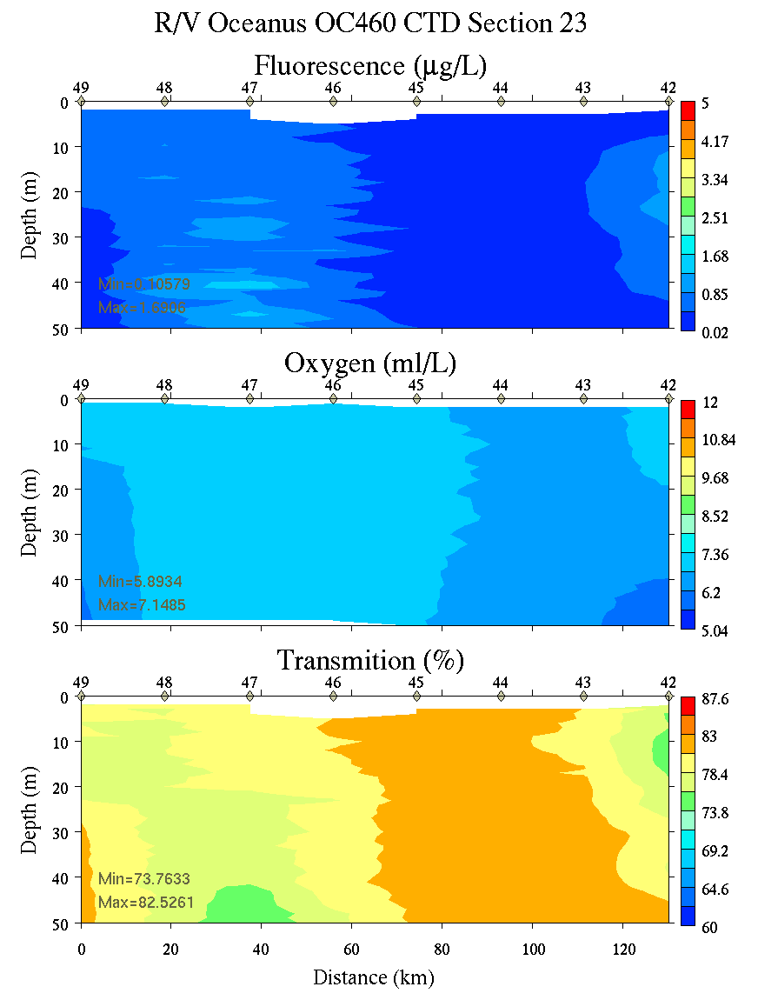 R/V Oceanus OC460 CTD Section 23
Fluorescence (µg/L)
49 48 47 46 45 44 43 42
0
10
20
30
40
50
Depth (m)
Min=0.10579
Max=1.6906
5
4.17
3.34
2.51
1.68
0.85
0.02
Oxygen (ml/L)
49 48 47 46 45 44 43 42
0
10
20
30
40
50
Depth (m)
Min=5.8934
Max=7.1485
12
10.84
9.68
8.52
7.36
6.2
5.04
Transmition (%)
49 48 47 46 45 44 43 42
0
10
20
30
40
50
Depth (m)
Min=73.7633
Max=82.5261
87.6
83
78.4
73.8
69.2
64.6
60
0 20 40 60 80 100 120
Distance (km)